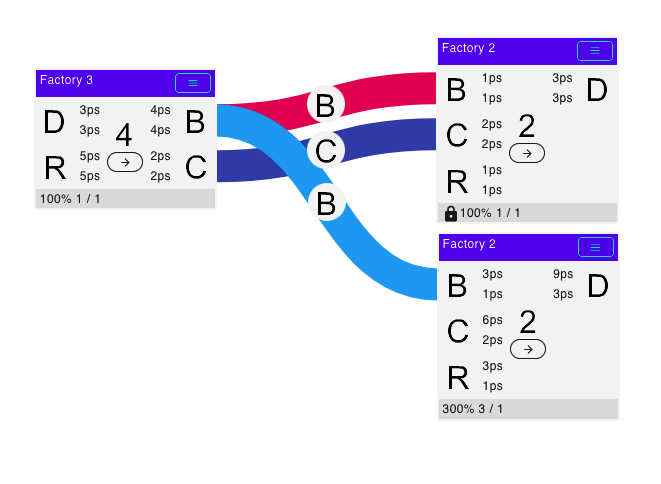 Factory 3
D 3ps 4ps B
3ps 4 4ps
R 5ps 2ps C
5ps 2ps
100% 1 / 1
B
C
B
Factory 2
B 1ps 3ps D
1ps 3ps
C 2ps 2
2ps
R 1ps
1ps
100% 1 / 1
Factory 2
B 3ps 9ps D
1ps 3ps
C 6ps 2
2ps
R 3ps
1ps
300% 3 / 1